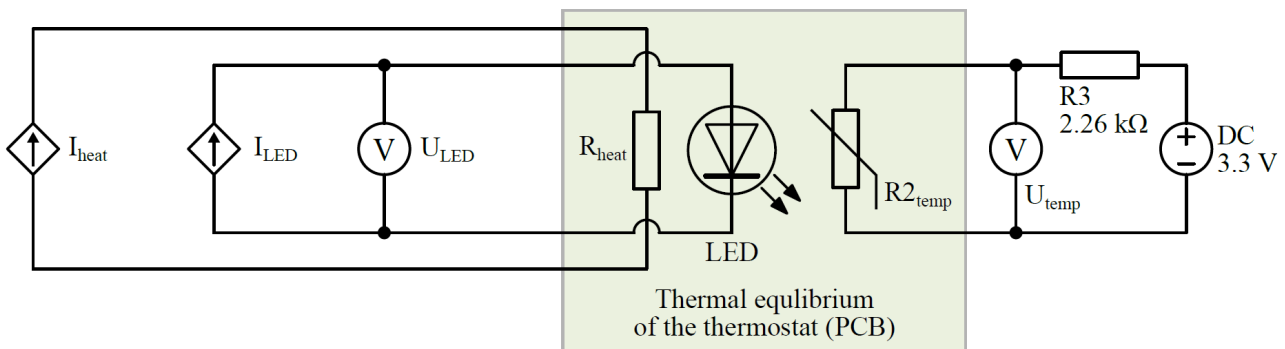 I_heat
I_LED
V
U_LED
R_heat
LED
R2_temp
V
U_temp
R3
2.26 kΩ
DC
3.3 V
Thermal equlibrium
of the thermostat (PCB)